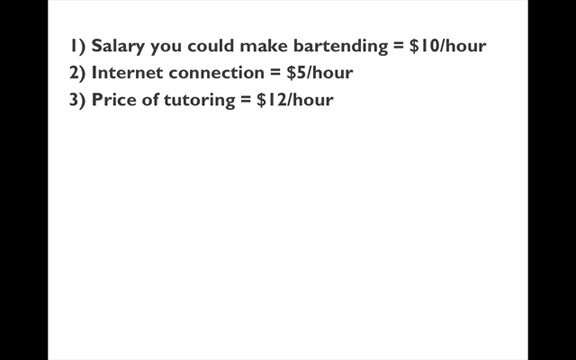 1) Salary you could make bartending = $10/hour
2) Internet connection = $5/hour
3) Price of tutoring = $12/hour